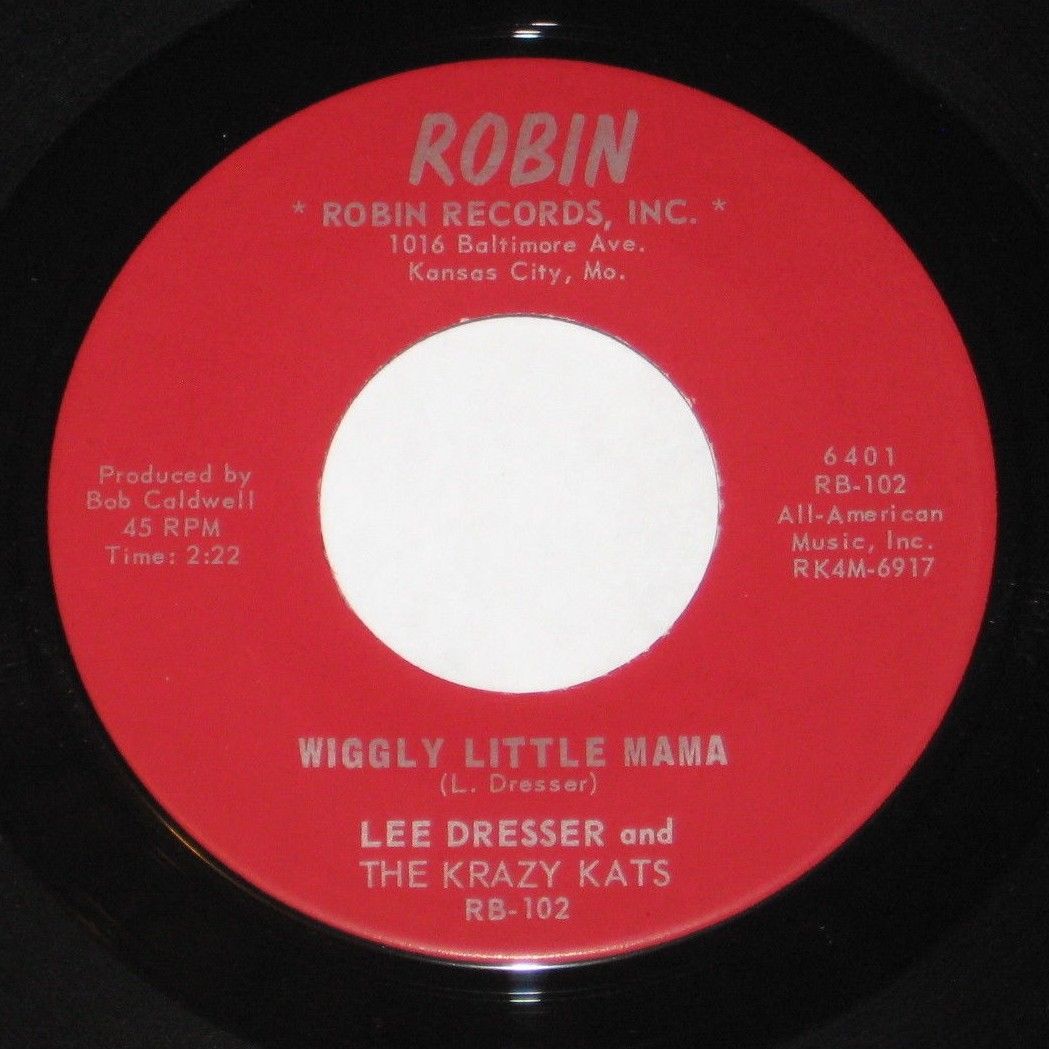 ROBIN
* ROBIN RECORDS, INC. *
1016 Baltimore Ave.
Kansas City, Mo.
Produced by
Bob Caldwell
45 RPM
Time: 2:22
6401
RB-102
All-American
Music, Inc.
RK4M-6917
WIGGLY LITTLE MAMA
(L. Dresser)
LEE DRESSER and
THE KRAZY KATS
RB-102